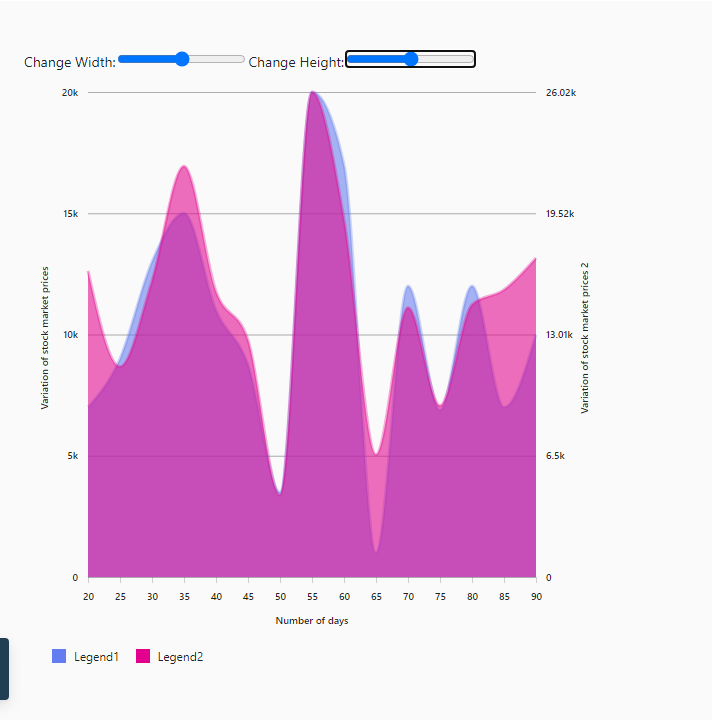 Change Width: Change Height:
20k 26.02k
15k 19.52k
Variation of stock market prices
Variation of stock market prices 2
10k 13.01k
5k 6.5k
0 0
20 25 30 35 40 45 50 55 60 65 70 75 80 85 90
Number of days
Legend1 Legend2